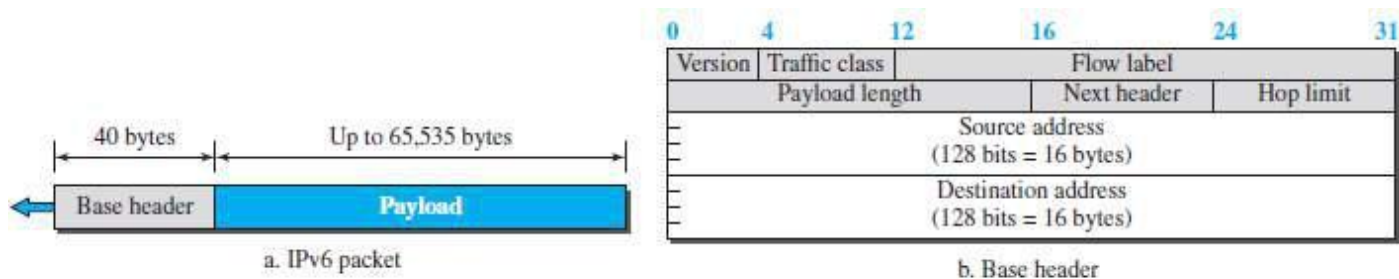 40 bytes Up to 65,535 bytes
Base header Payload
a. IPv6 packet
0 4 12 16 24 31
Version Traffic class Flow label
Payload length Next header Hop limit
Source address
(128 bits = 16 bytes)
Destination address
(128 bits = 16 bytes)
b. Base header